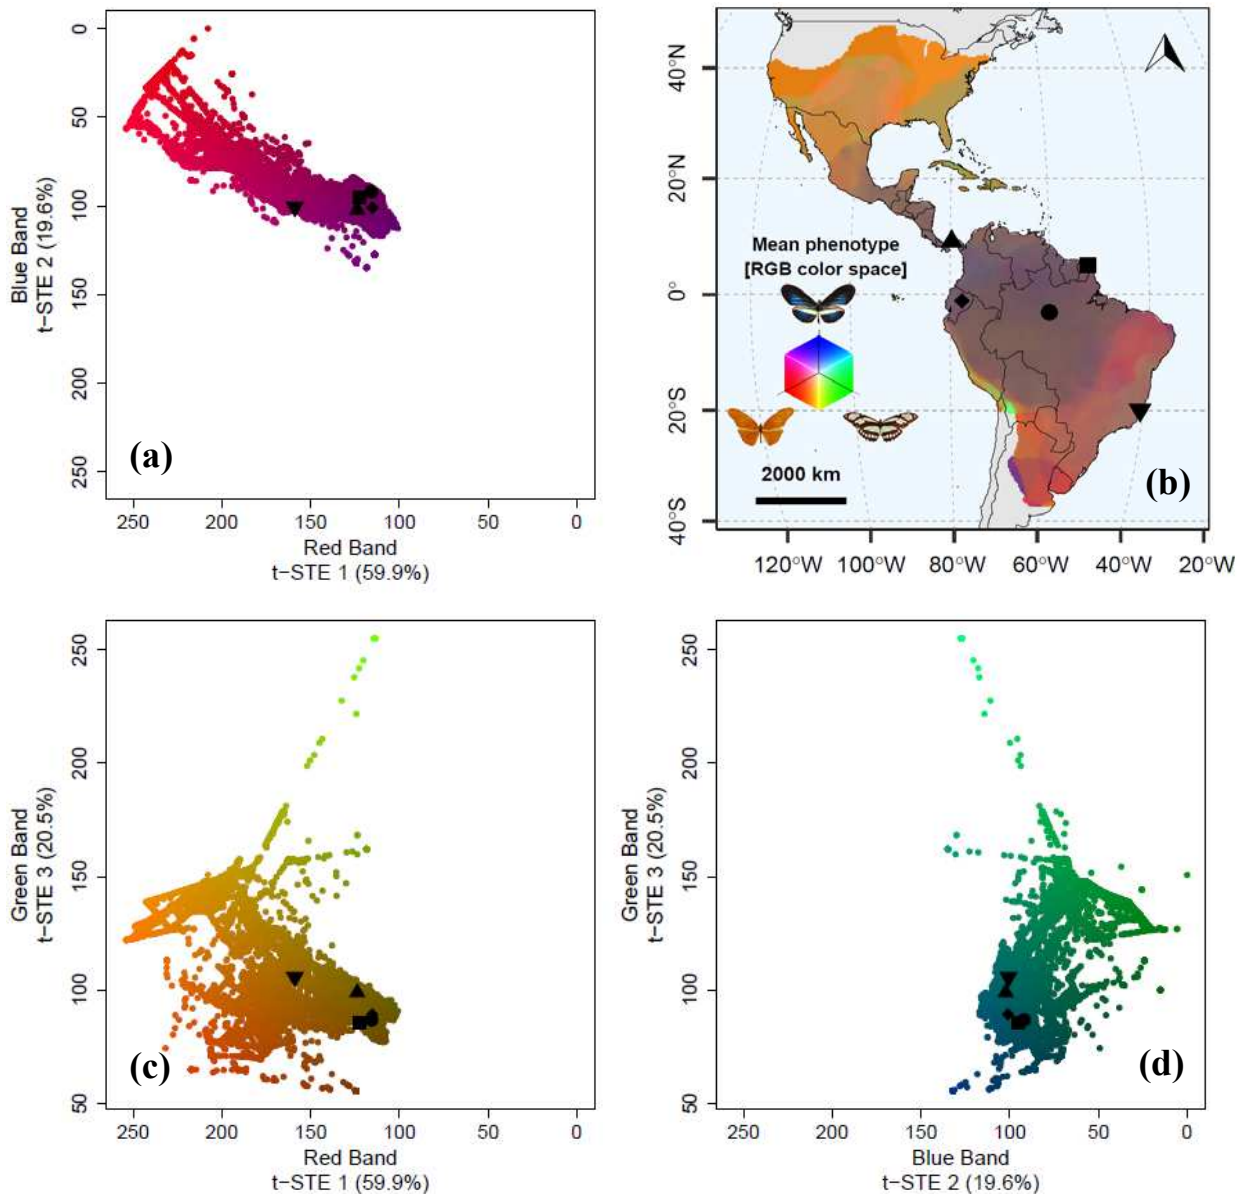 0
50
100
150
200
250
Blue Band
t−STE 2 (19.6%)
(a)
250 200 150 100 50 0
Red Band
t−STE 1 (59.9%)
40°N
20°N
0°
20°S
40°S
Mean phenotype
[RGB color space]
2000 km
(b)
120°W 100°W 80°W 60°W 40°W 20°W
250
200
150
100
50
Green Band
t−STE 3 (20.5%)
(c)
250 200 150 100 50 0
Red Band
t−STE 1 (59.9%)
250
200
150
100
50
Green Band
t−STE 3 (20.5%)
(d)
250 200 150 100 50 0
Blue Band
t−STE 2 (19.6%)